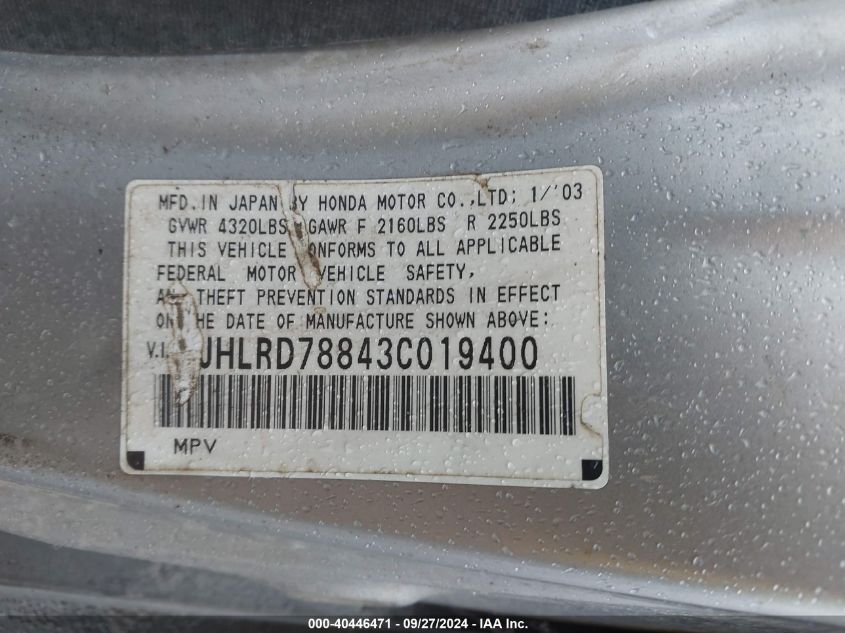 MFD. IN JAPAN BY HONDA MOTOR CO.,LTD; 1/'03
GVWR 4320LBS GAWR F 2160LBS R 2250LBS
THIS VEHICLE CONFORMS TO ALL APPLICABLE
FEDERAL MOTOR VEHICLE SAFETY,
THEFT PREVENTION STANDARDS IN EFFECT
ON THE DATE OF MANUFACTURE SHOWN ABOVE:
V.I. JHLRD78843C019400
MPV
000-40446471 - 09/27/2024 - IAA Inc.